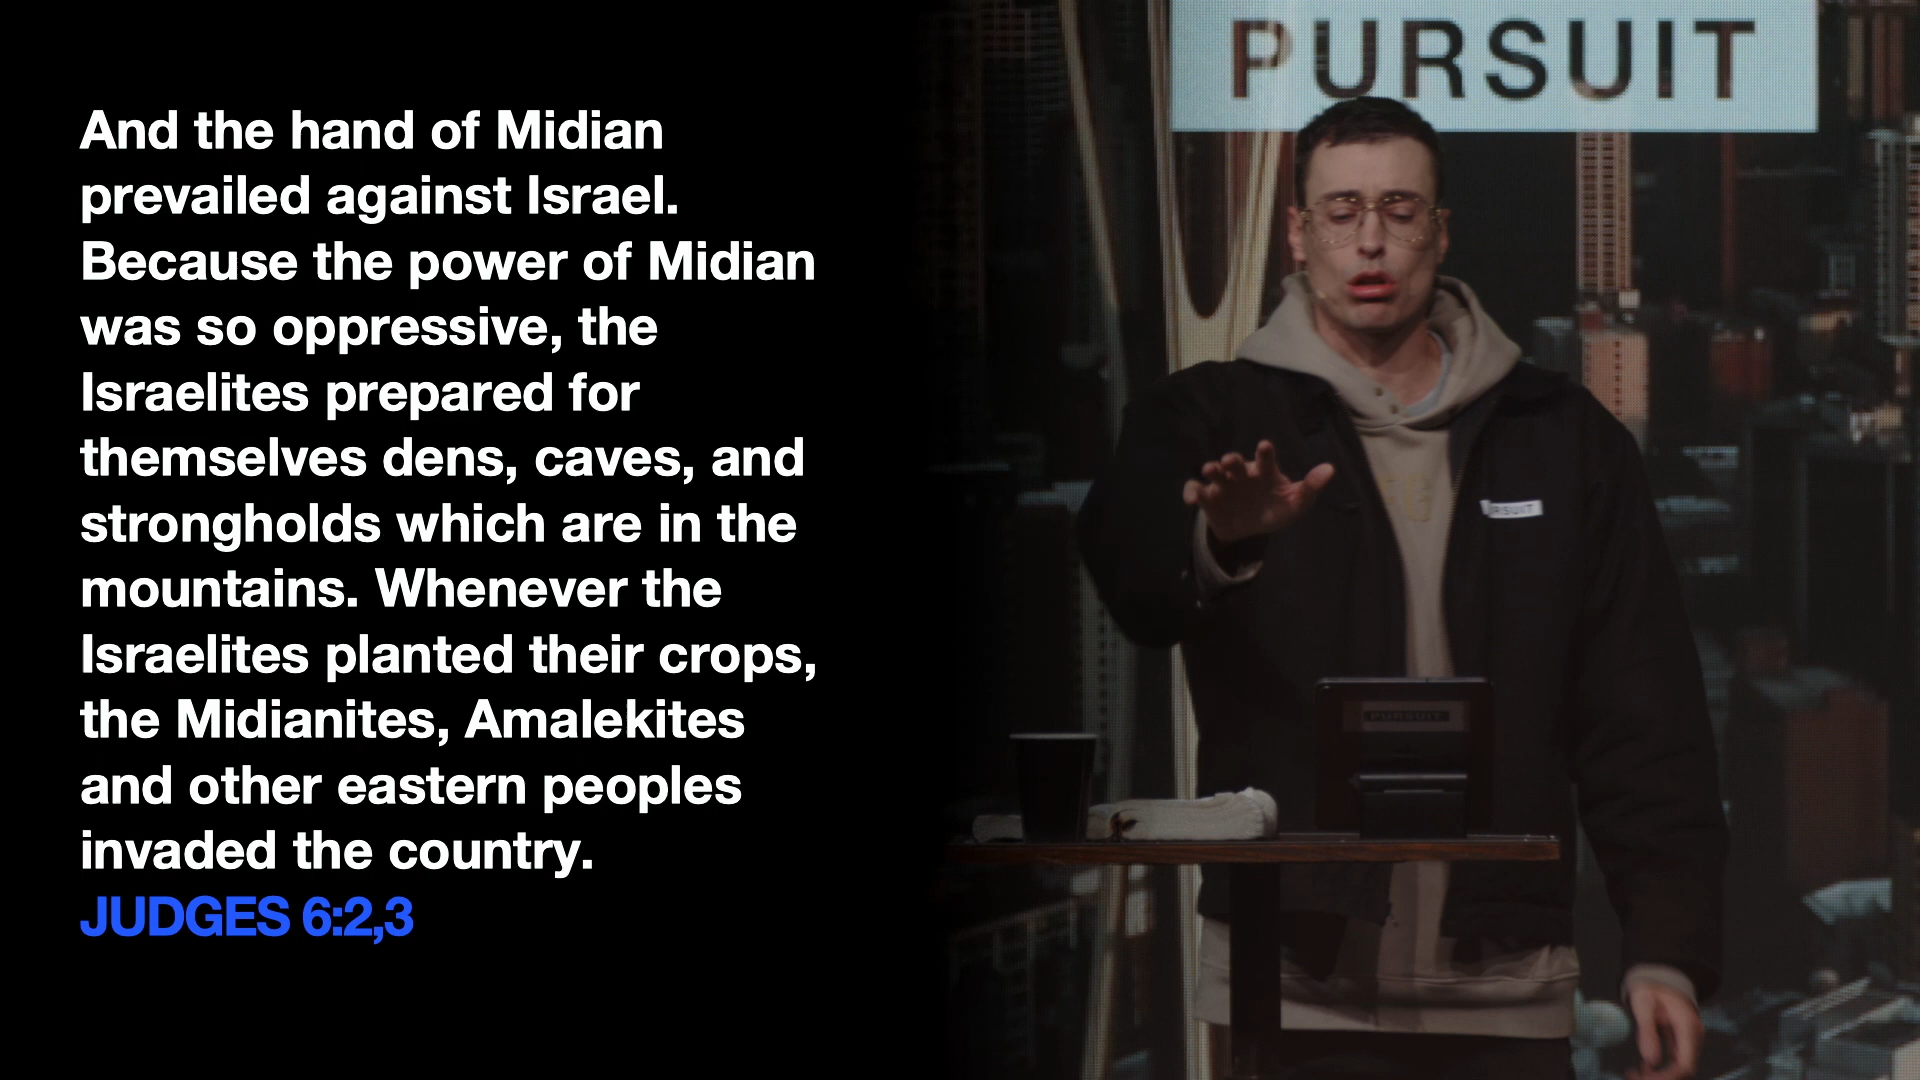 And the hand of Midian
prevailed against Israel.
Because the power of Midian
was so oppressive, the
Israelites prepared for
themselves dens, caves, and
strongholds which are in the
mountains. Whenever the
Israelites planted their crops,
the Midianites, Amalekites
and other eastern peoples
invaded the country.
JUDGES 6:2,3
PURSUIT
RSUIT
PURSUIT